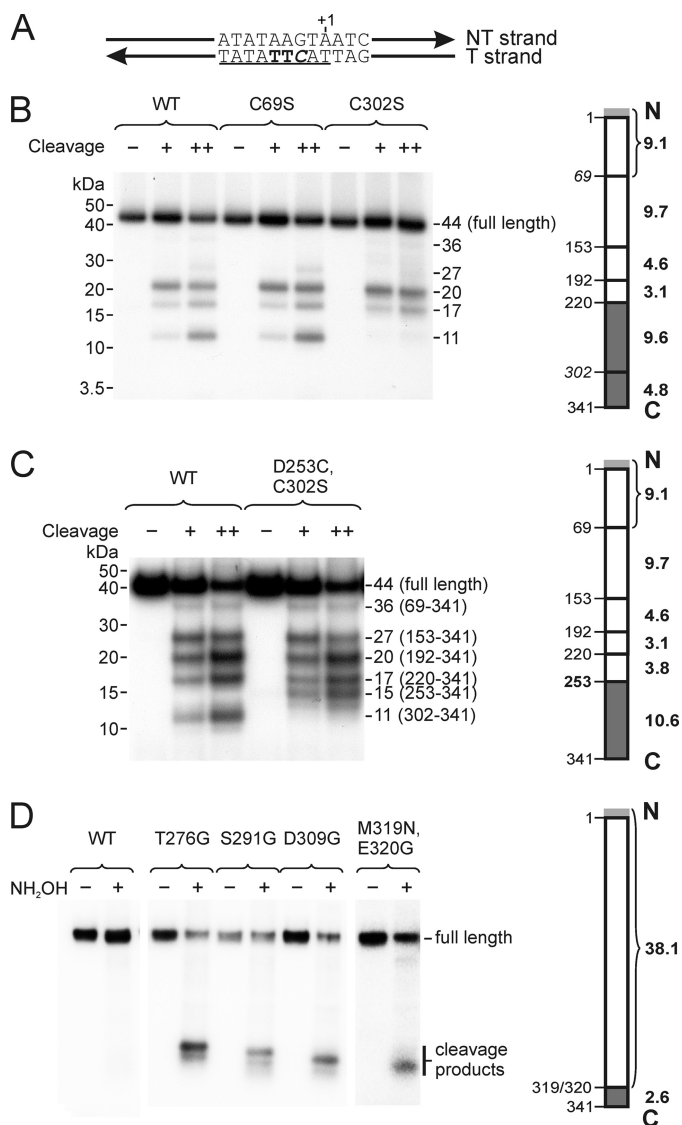 A
+1
ATATAAGTAATC NT strand
TATATTCATTAG T strand
B
WT C69S C302S
Cleavage – + ++ – + ++ – + ++
kDa
50
40
30
20
15
10
3.5
44 (full length)
36
27
20
17
11
N
1
9.1
69
9.7
153
4.6
192
3.1
220
9.6
302
4.8
341
C
C
WT D253C,
C302S
Cleavage – + ++ – + ++
kDa
50
40
30
20
15
10
44 (full length)
36 (69-341)
27 (153-341)
20 (192-341)
17 (220-341)
15 (253-341)
11 (302-341)
N
1
9.1
69
9.7
153
4.6
192
3.1
220
3.8
253
10.6
341
C
D
WT T276G S291G D309G M319N,
E320G
NH2OH – + – + – + – + – +
full length
cleavage
products
N
1
38.1
319/320
2.6
341
C